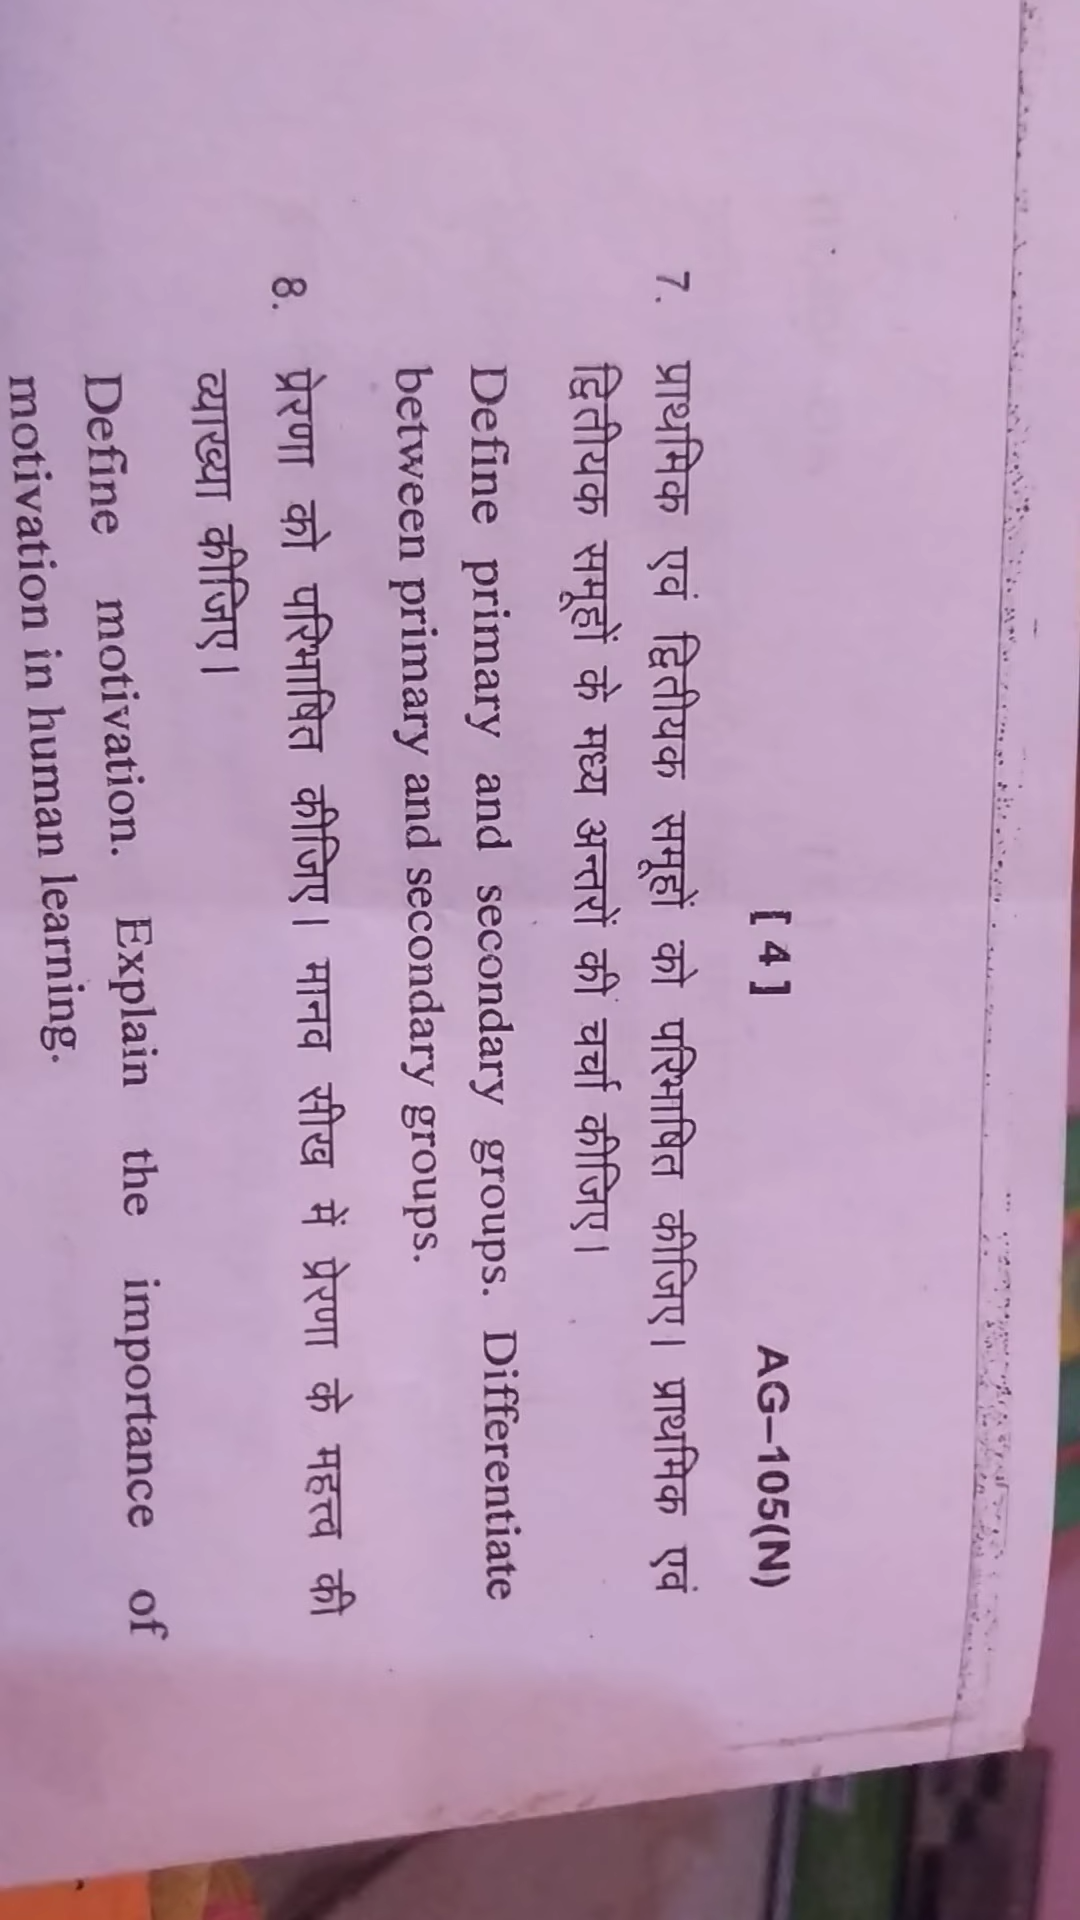 [ 4 ] AG–105(N)
7. प्राथमिक एवं द्वितीयक समूहों को परिभाषित कीजिए। प्राथमिक एवं
द्वितीयक समूहों के मध्य अन्तरों की चर्चा कीजिए।
Define primary and secondary groups. Differentiate
between primary and secondary groups.
8. प्रेरणा को परिभाषित कीजिए। मानव सीख में प्रेरणा के महत्त्व की
व्याख्या कीजिए।
Define motivation. Explain the importance of
motivation in human learning.